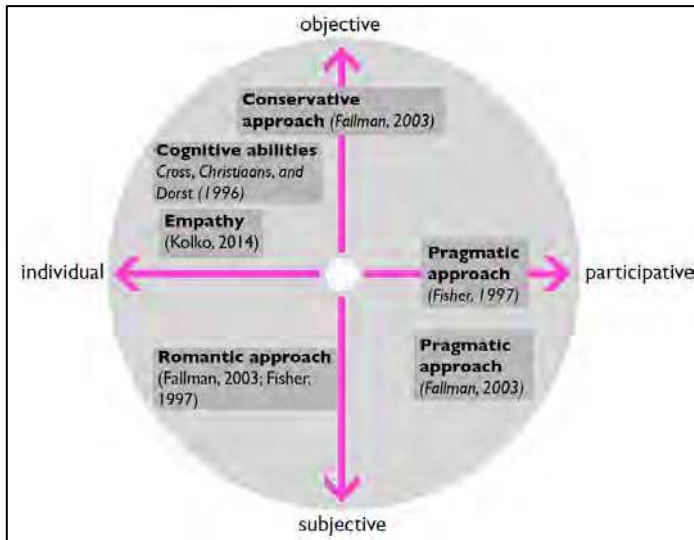 objective
Conservative
approach (Fallman, 2003)
Cognitive abilities
Cross, Christiaans, and
Dorst (1996)
Empathy
(Kolko, 2014)
individual
Pragmatic
approach
(Fisher, 1997)
participative
Romantic approach
(Fallman, 2003; Fisher,
1997)
Pragmatic
approach
(Fallman, 2003)
subjective